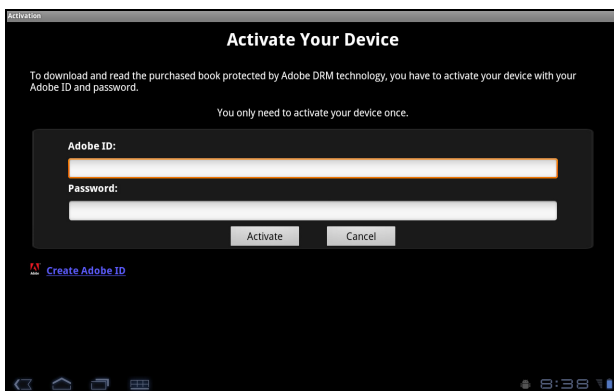 Activation
Activate Your Device
To download and read the purchased book protected by Adobe DRM technology, you have to activate your device with your
Adobe ID and password.
You only need to activate your device once.
Adobe ID:
Password:
Activate Cancel
Create Adobe ID
8:38